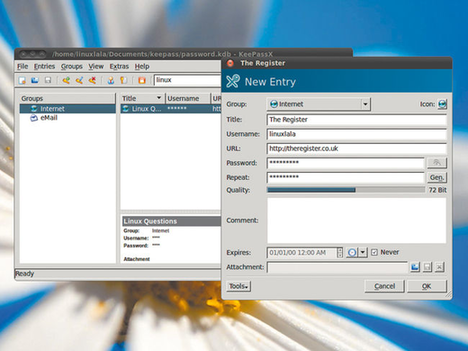 /home/linuxlala/Documents/keepass/password.kdb - KeePassX
File Entries Groups View Extras Help
linux
Groups
Internet
eMail
Title Username UR
Linux Q... ****** htt
Linux Questions
Group: Internet
Username: ****
Password: ****
Attachment
Ready
The Register
New Entry
Group: Internet Icon:
Title: The Register
Username: linuxlala
URL: http://theregister.co.uk
Password: *********
Repeat: ********* Gen.
Quality: 72 Bit
Comment:
Expires: 01/01/00 12:00 AM Never
Attachment:
Tools Cancel OK